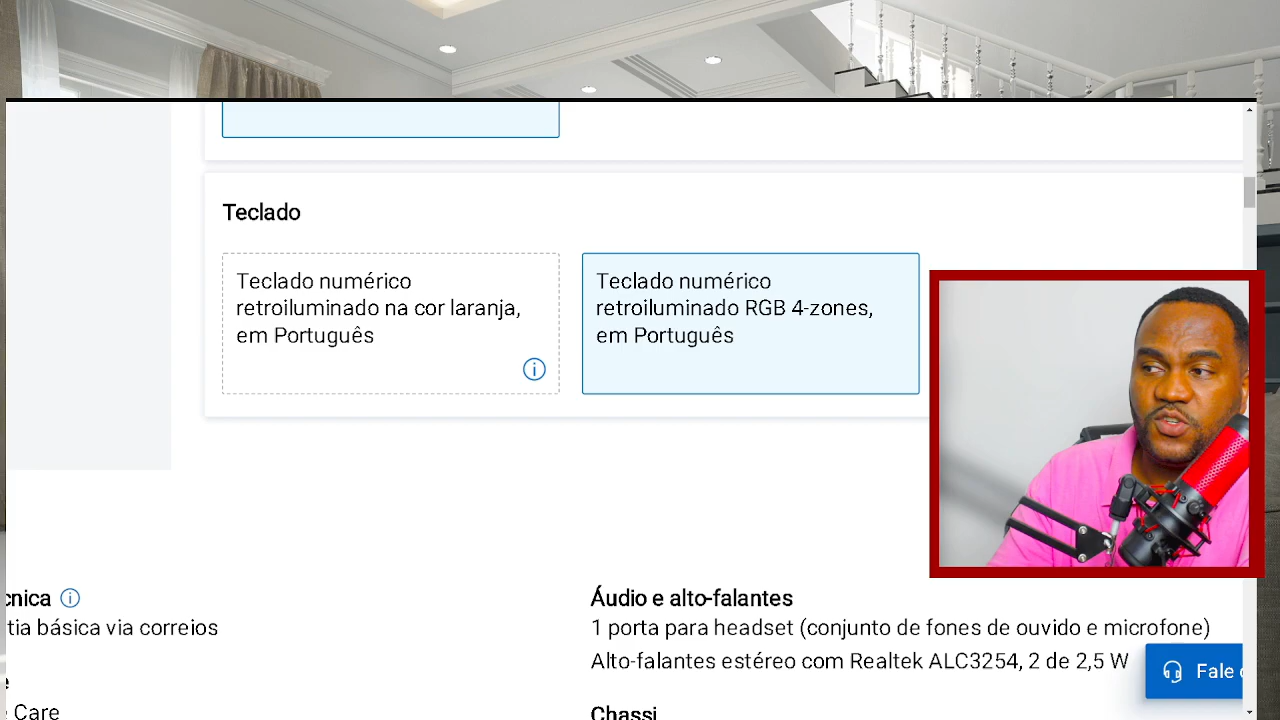 Teclado
Teclado numérico
retroiluminado na cor laranja,
em Português
Teclado numérico
retroiluminado RGB 4-zones,
em Português
cnica
tia básica via correios
Care
Áudio e alto-falantes
1 porta para headset (conjunto de fones de ouvido e microfone)
Alto-falantes estéreo com Realtek ALC3254, 2 de 2,5 W
Chassi
Fale